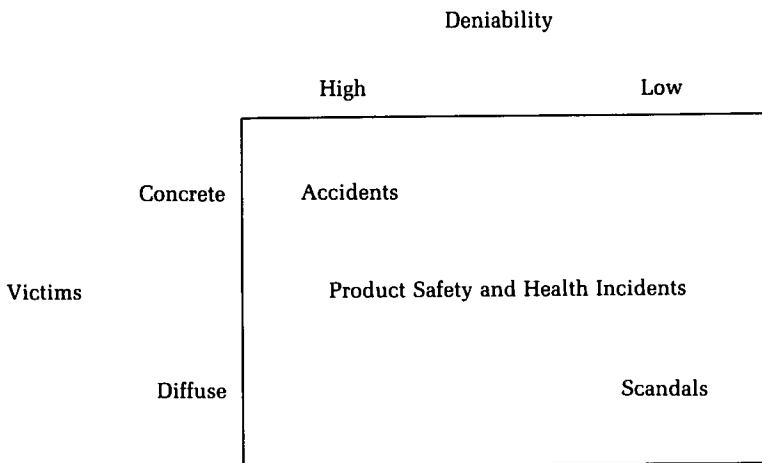 Deniability
High Low
Concrete Accidents
Victims Product Safety and Health Incidents
Diffuse Scandals